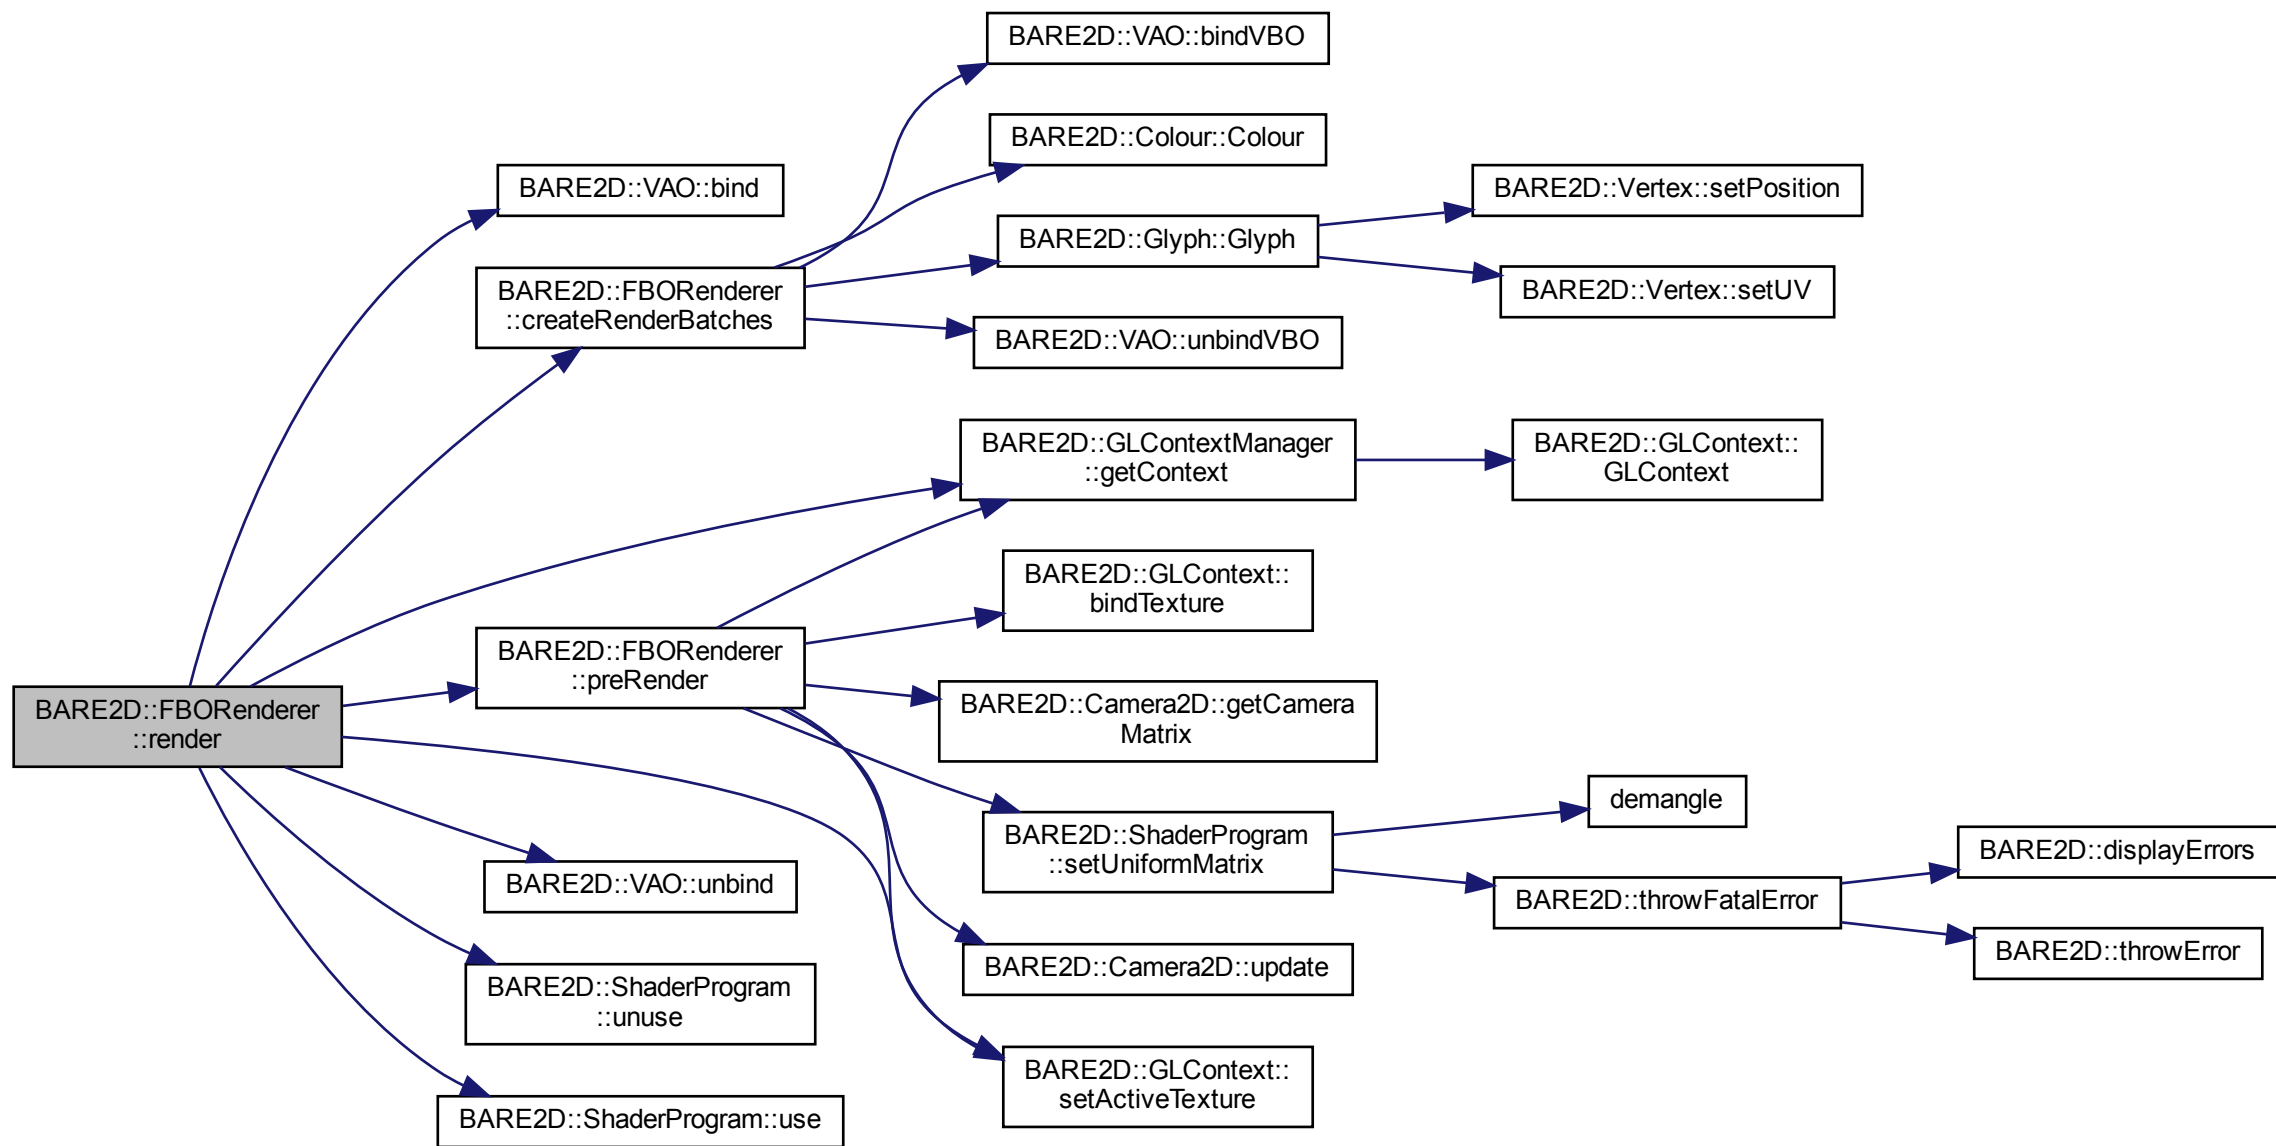 BARE2D::VAO::bindVBO
BARE2D::Colour::Colour
BARE2D::VAO::bind
BARE2D::Vertex::setPosition
BARE2D::Glyph::Glyph
BARE2D::FBORenderer
::createRenderBatches
BARE2D::Vertex::setUV
BARE2D::VAO::unbindVBO
BARE2D::GLContextManager
::getContext
BARE2D::GLContext::
GLContext
BARE2D::GLContext::
bindTexture
BARE2D::FBORenderer
::preRender
BARE2D::FBORenderer
::render
BARE2D::Camera2D::getCamera
Matrix
demangle
BARE2D::ShaderProgram
::setUniformMatrix
BARE2D::displayErrors
BARE2D::VAO::unbind
BARE2D::throwFatalError
BARE2D::throwError
BARE2D::Camera2D::update
BARE2D::ShaderProgram
::unuse
BARE2D::GLContext::
setActiveTexture
BARE2D::ShaderProgram::use